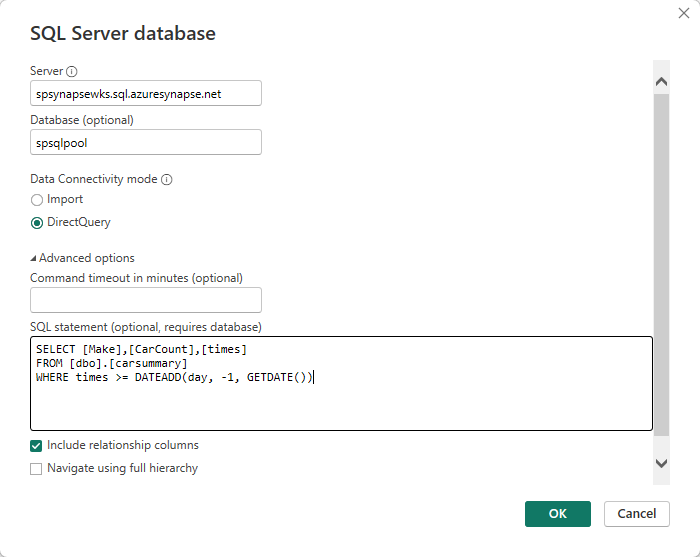 SQL Server database
Server
spsynapsewks.sql.azuresynapse.net
Database (optional)
spsqlpool
Data Connectivity mode
Import
DirectQuery
Advanced options
Command timeout in minutes (optional)
SQL statement (optional, requires database)
SELECT [Make],[CarCount],[times]
FROM [dbo].[carsummary]
WHERE times >= DATEADD(day, -1, GETDATE())
Include relationship columns
Navigate using full hierarchy
OK Cancel